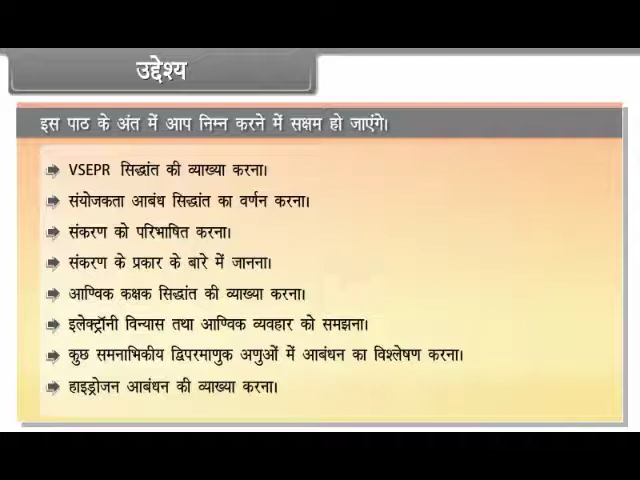 उद्देश्य
इस पाठ के अंत में आप निम्न करने में सक्षम हो जाएंगे।
VSEPR सिद्धांत की व्याख्या करना।
संयोजकता आबंध सिद्धांत का वर्णन करना।
संकरण को परिभाषित करना।
संकरण के प्रकार के बारे में जानना।
आण्विक कक्षक सिद्धांत की व्याख्या करना।
इलेक्ट्रॉनी विन्यास तथा आण्विक व्यवहार को समझना।
कुछ समनाभिकीय द्विपरमाणुक अणुओं में आबंधन का विश्लेषण करना।
हाइड्रोजन आबंधन की व्याख्या करना।